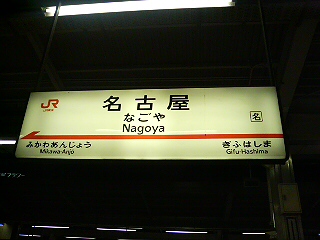 JR
名古屋
なごや
Nagoya
名
みかわあんじょう
Mikawa-Anjo
ぎふはしま
Gifu-Hashima